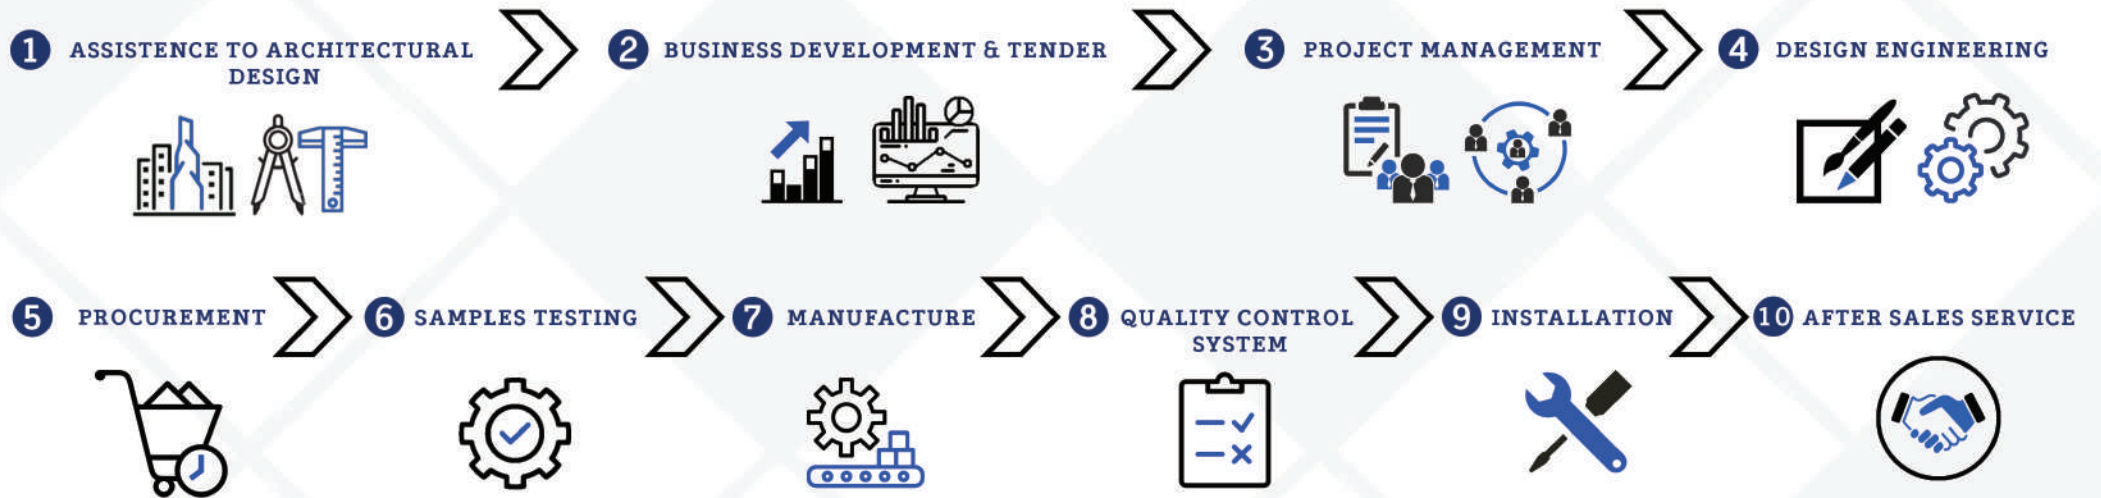 1 ASSISTENCE TO ARCHITECTURAL
DESIGN
2 BUSINESS DEVELOPMENT & TENDER
3 PROJECT MANAGEMENT
4 DESIGN ENGINEERING
5 PROCUREMENT
6 SAMPLES TESTING
7 MANUFACTURE
8 QUALITY CONTROL
SYSTEM
9 INSTALLATION
10 AFTER SALES SERVICE